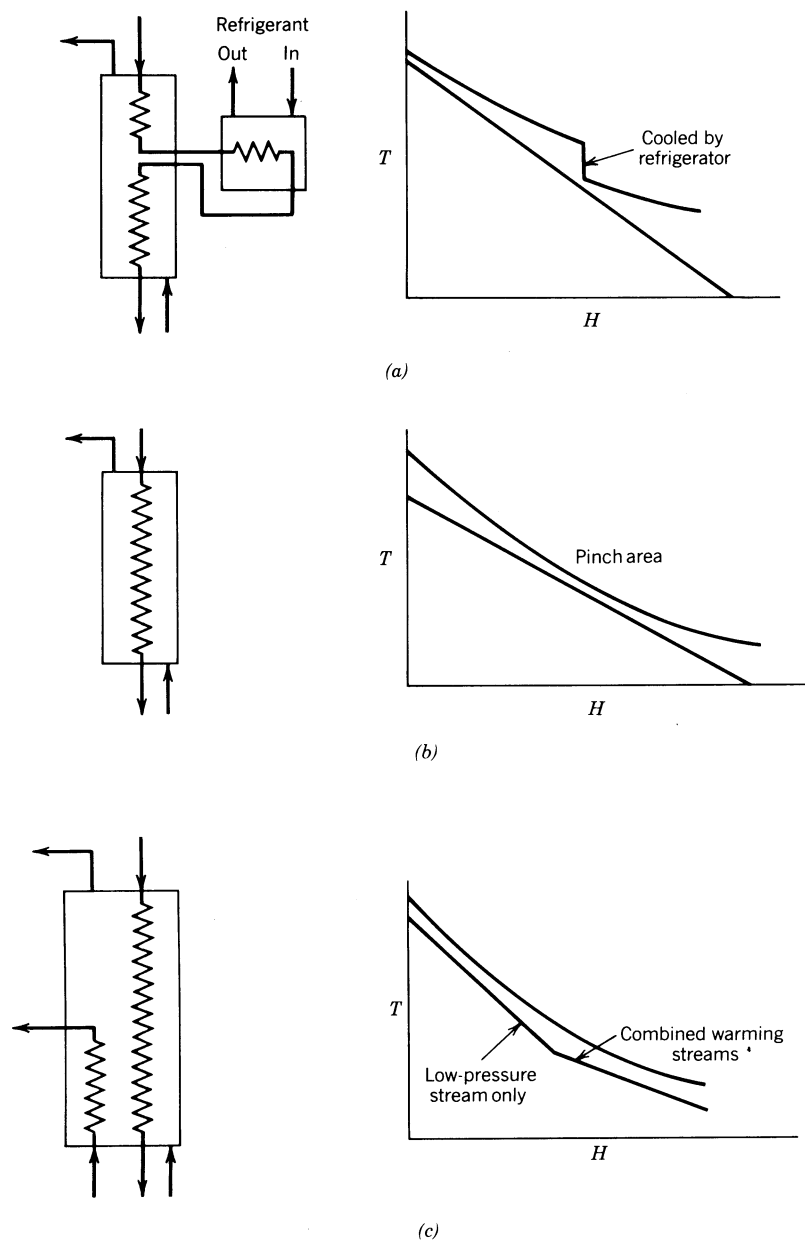 Refrigerant
Out In
T
Cooled by
refrigerator
H
(a)
T
Pinch area
H
(b)
T
Combined warming
streams
Low-pressure
stream only
H
(c)